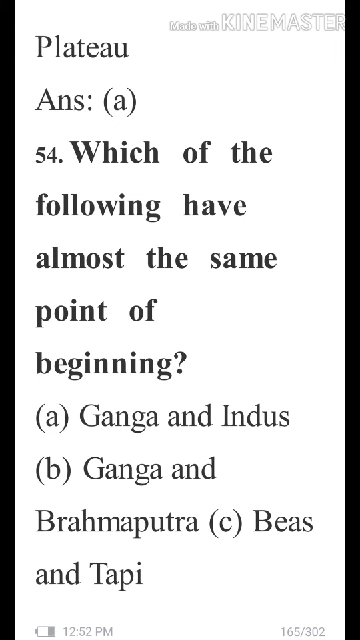 Made with KINEMASTER
Plateau
Ans: (a)
54. Which of the
following have
almost the same
point of
beginning?
(a) Ganga and Indus
(b) Ganga and
Brahmaputra (c) Beas
and Tapi
12:52 PM 165/302